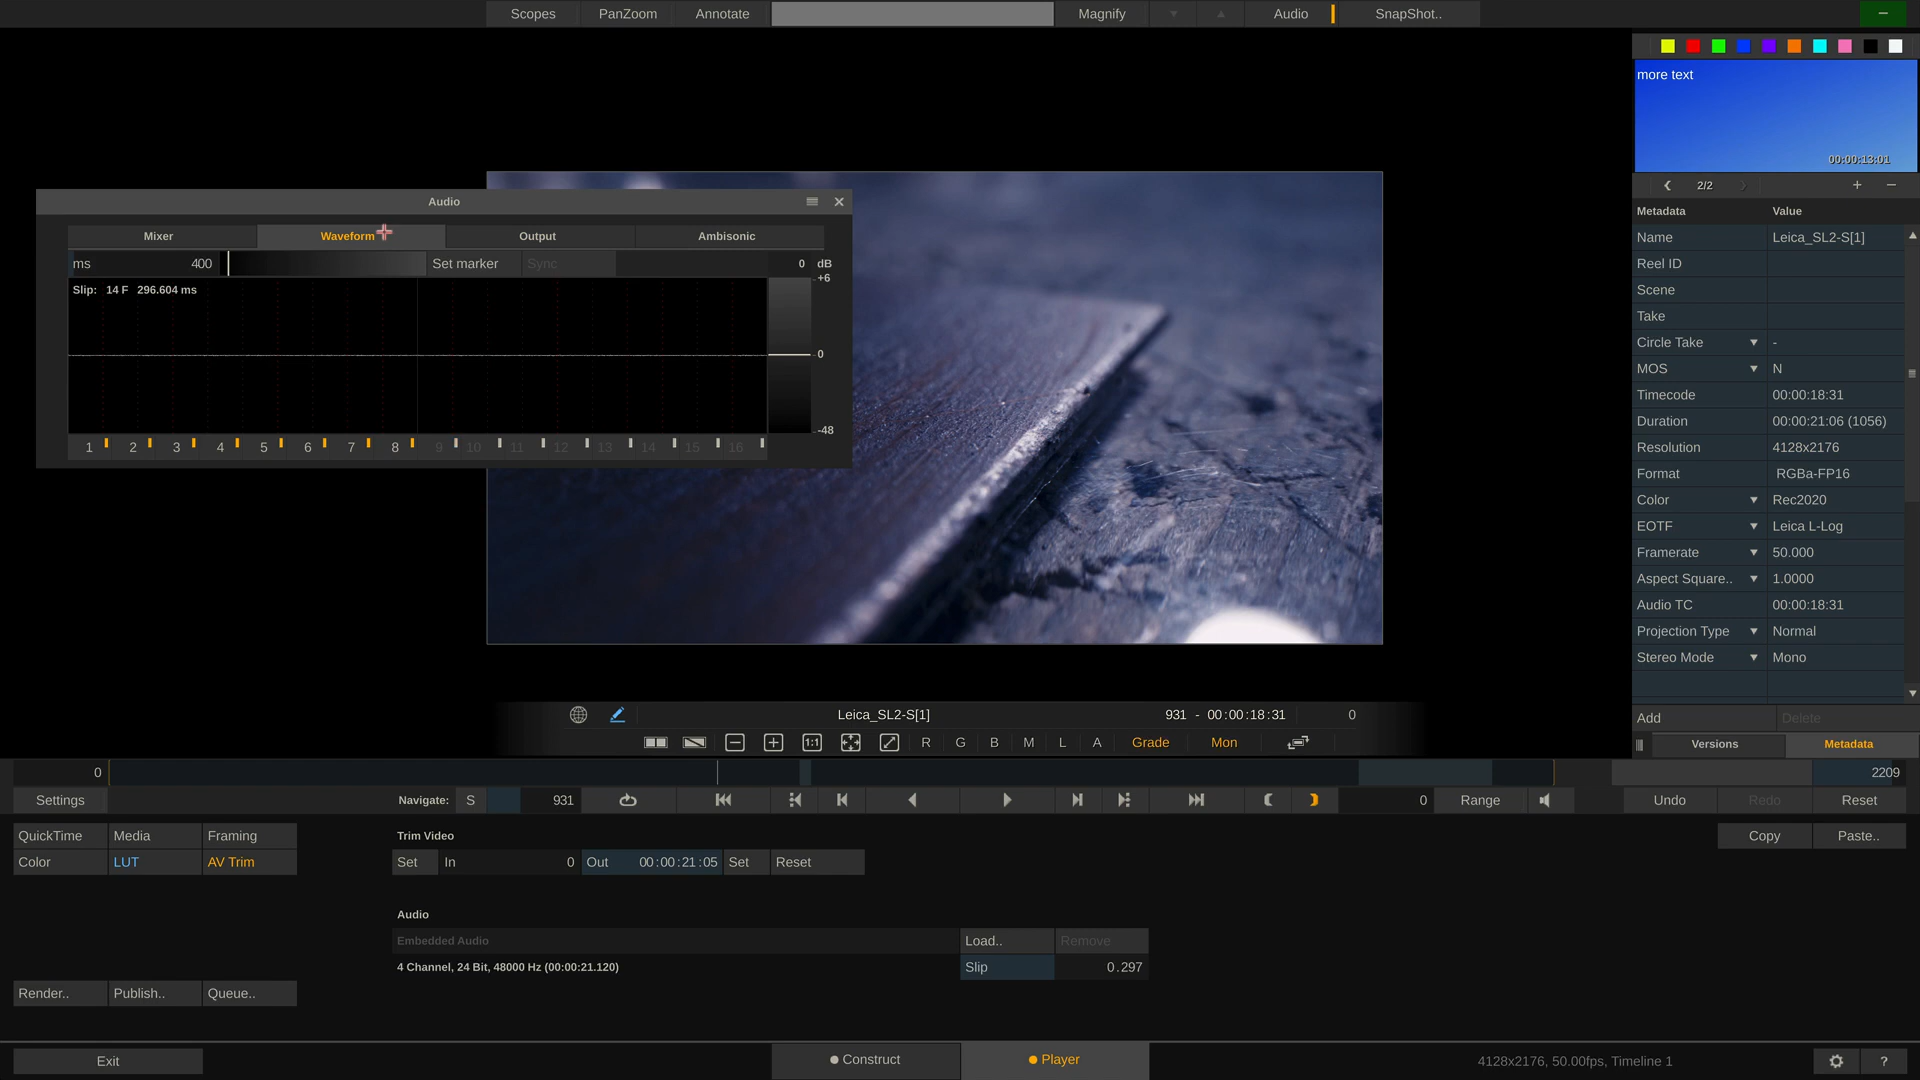 Scopes PanZoom Annotate Magnify Audio SnapShot..
more text
00:00:13:01
2/2
Metadata Value
Name Leica_SL2-S[1]
Reel ID
Scene
Take
Circle Take -
MOS N
Timecode 00:00:18:31
Duration 00:00:21:06 (1056)
Resolution 4128x2176
Format RGBa-FP16
Color Rec2020
EOTF Leica L-Log
Framerate 50.000
Aspect Square.. 1.0000
Audio TC 00:00:18:31
Projection Type Normal
Stereo Mode Mono
Add Delete
Versions Metadata
Audio
Mixer Waveform Output Ambisonic
ms 400 Set marker Sync 0 dB
+6
Slip: 14 F 296.604 ms
0
-48
1 2 3 4 5 6 7 8 9 10 11 12 13 14 15 16
Leica_SL2-S[1] 931 - 00:00:18:31 0
1:1 R G B M L A Grade Mon
0 2209
Settings Navigate: S 931 0 Range Undo Redo Reset
QuickTime Media Framing Trim Video Copy Paste..
Color LUT AV Trim Set In 0 Out 00:00:21:05 Set Reset
Audio
Embedded Audio Load.. Remove
4 Channel, 24 Bit, 48000 Hz (00:00:21.120) Slip 0.297
Render.. Publish.. Queue..
Exit Construct Player 4128x2176, 50.00fps, Timeline 1 ?